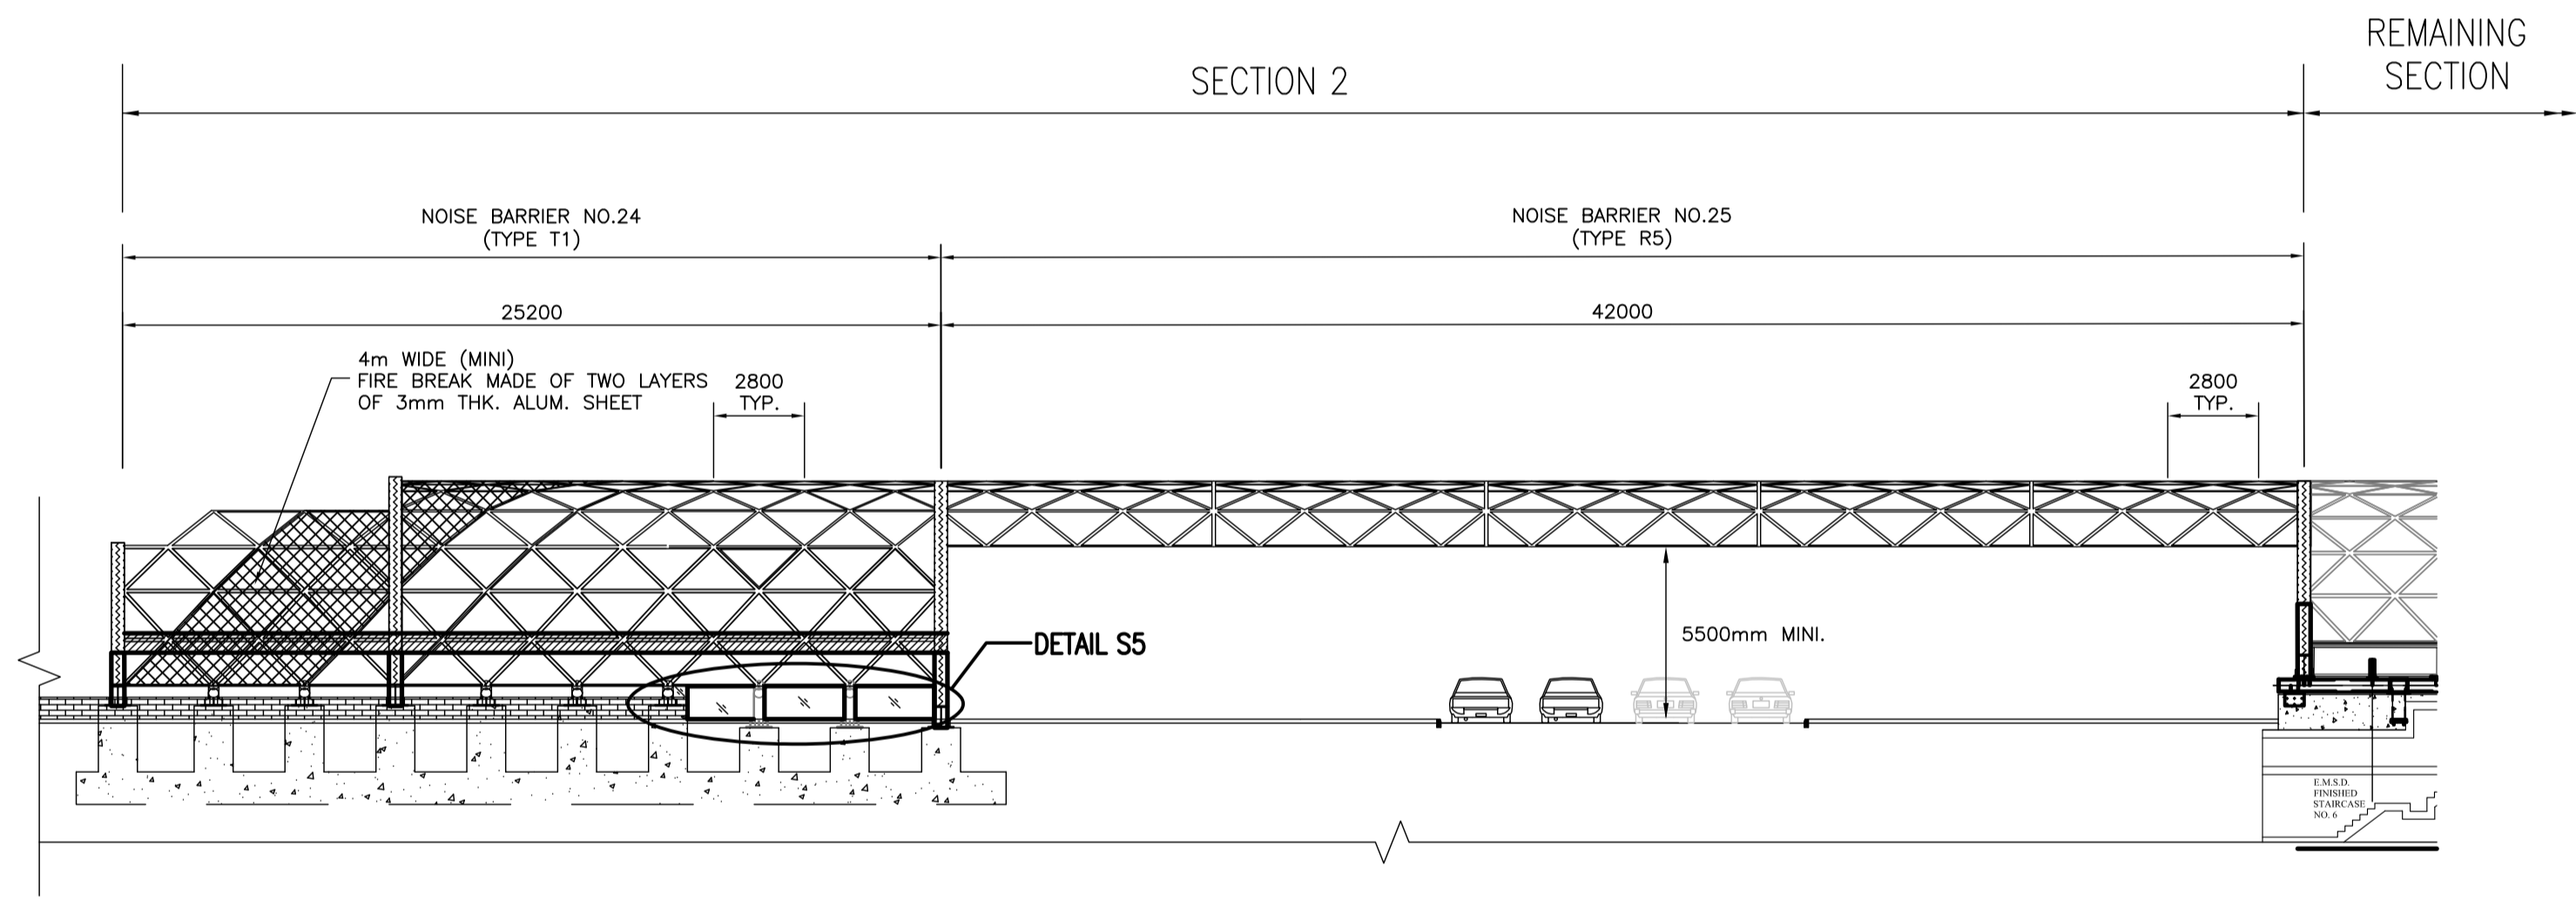 REMAINING
SECTION
SECTION 2
NOISE BARRIER NO.24
(TYPE T1)
NOISE BARRIER NO.25
(TYPE R5)
25200
42000
4m WIDE (MINI)
FIRE BREAK MADE OF TWO LAYERS
OF 3mm THK. ALUM. SHEET
2800
TYP.
2800
TYP.
DETAIL S5
5500mm MINI.
E.M.S.D.
FINISHED
STAIRCASE
NO. 6